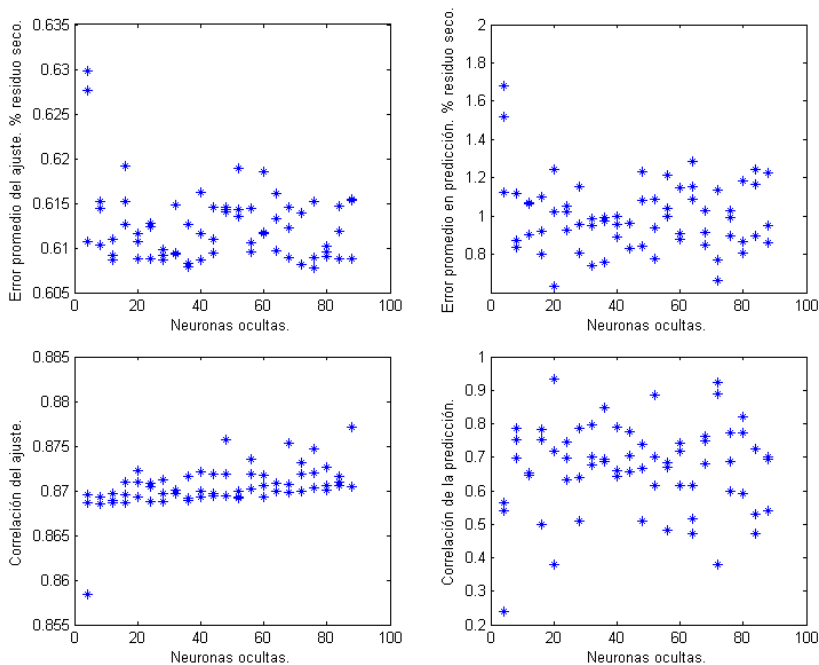 Error promedio del ajuste. % residuo seco.
0.635
0.63
0.625
0.62
0.615
0.61
0.605
0 20 40 60 80 100
Neuronas ocultas.
Error promedio en predicción. % residuo seco.
2
1.8
1.6
1.4
1.2
1
0.8
0 20 40 60 80 100
Neuronas ocultas.
Correlación del ajuste.
0.885
0.88
0.875
0.87
0.865
0.86
0.855
0 20 40 60 80 100
Neuronas ocultas.
Correlación de la predicción.
1
0.9
0.8
0.7
0.6
0.5
0.4
0.3
0.2
0 20 40 60 80 100
Neuronas ocultas.